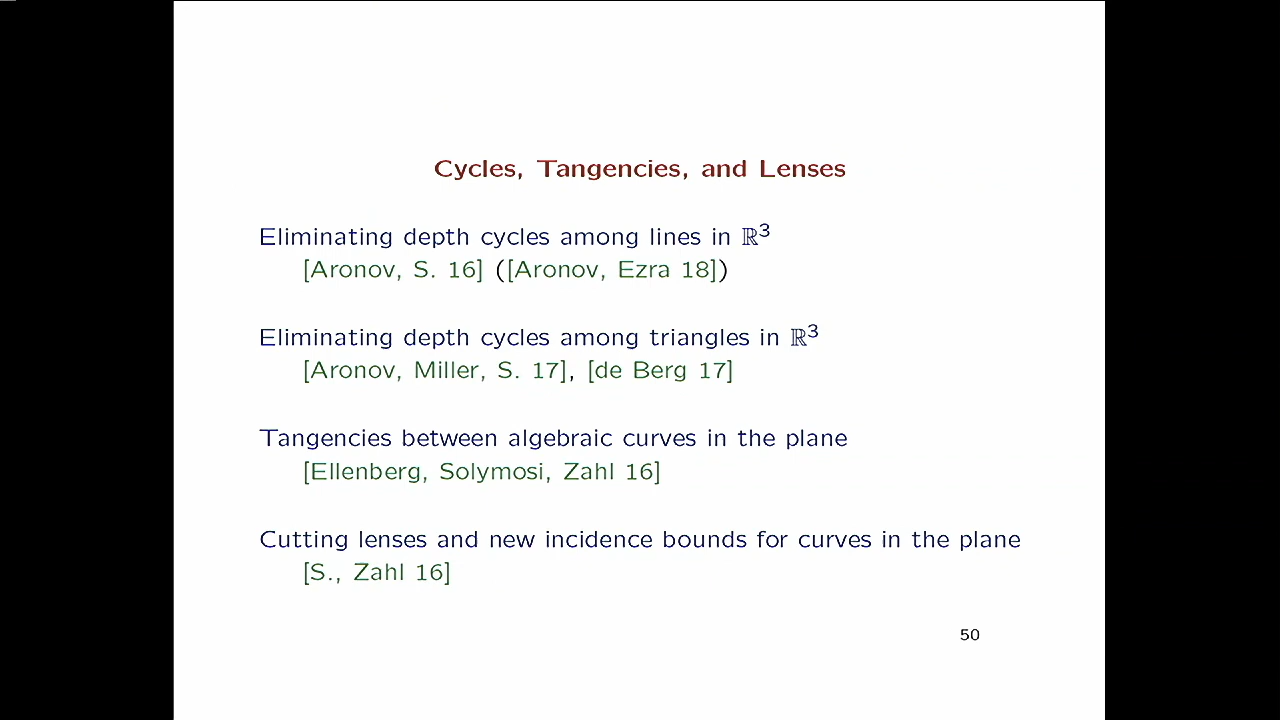 Cycles, Tangencies, and Lenses
Eliminating depth cycles among lines in ℝ³
[Aronov, S. 16] ([Aronov, Ezra 18])
Eliminating depth cycles among triangles in ℝ³
[Aronov, Miller, S. 17], [de Berg 17]
Tangencies between algebraic curves in the plane
[Ellenberg, Solymosi, Zahl 16]
Cutting lenses and new incidence bounds for curves in the plane
[S., Zahl 16]
50